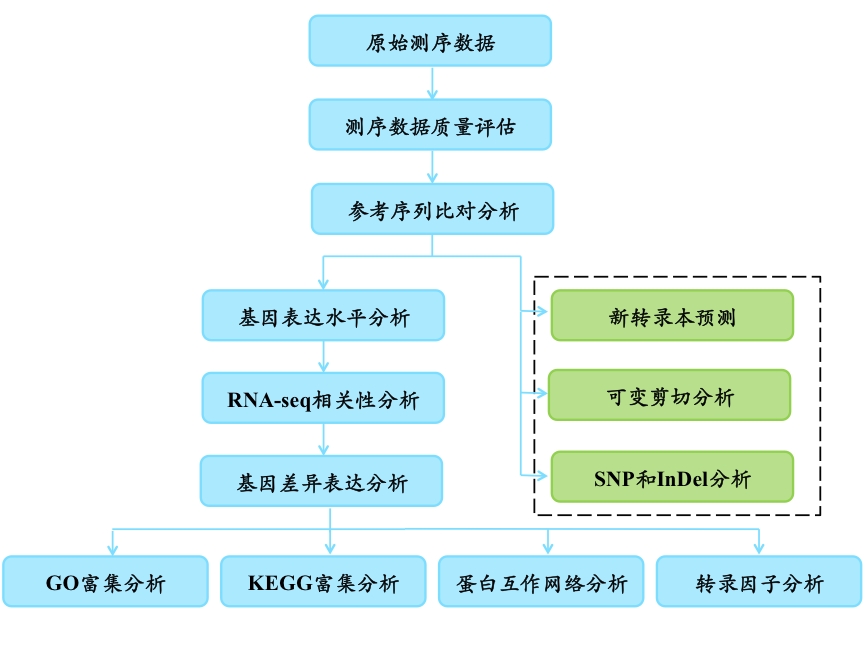 原始测序数据
测序数据质量评估
参考序列比对分析
基因表达水平分析
新转录本预测
RNA-seq相关性分析
可变剪切分析
基因差异表达分析
SNP和InDel分析
GO富集分析
KEGG富集分析
蛋白互作网络分析
转录因子分析